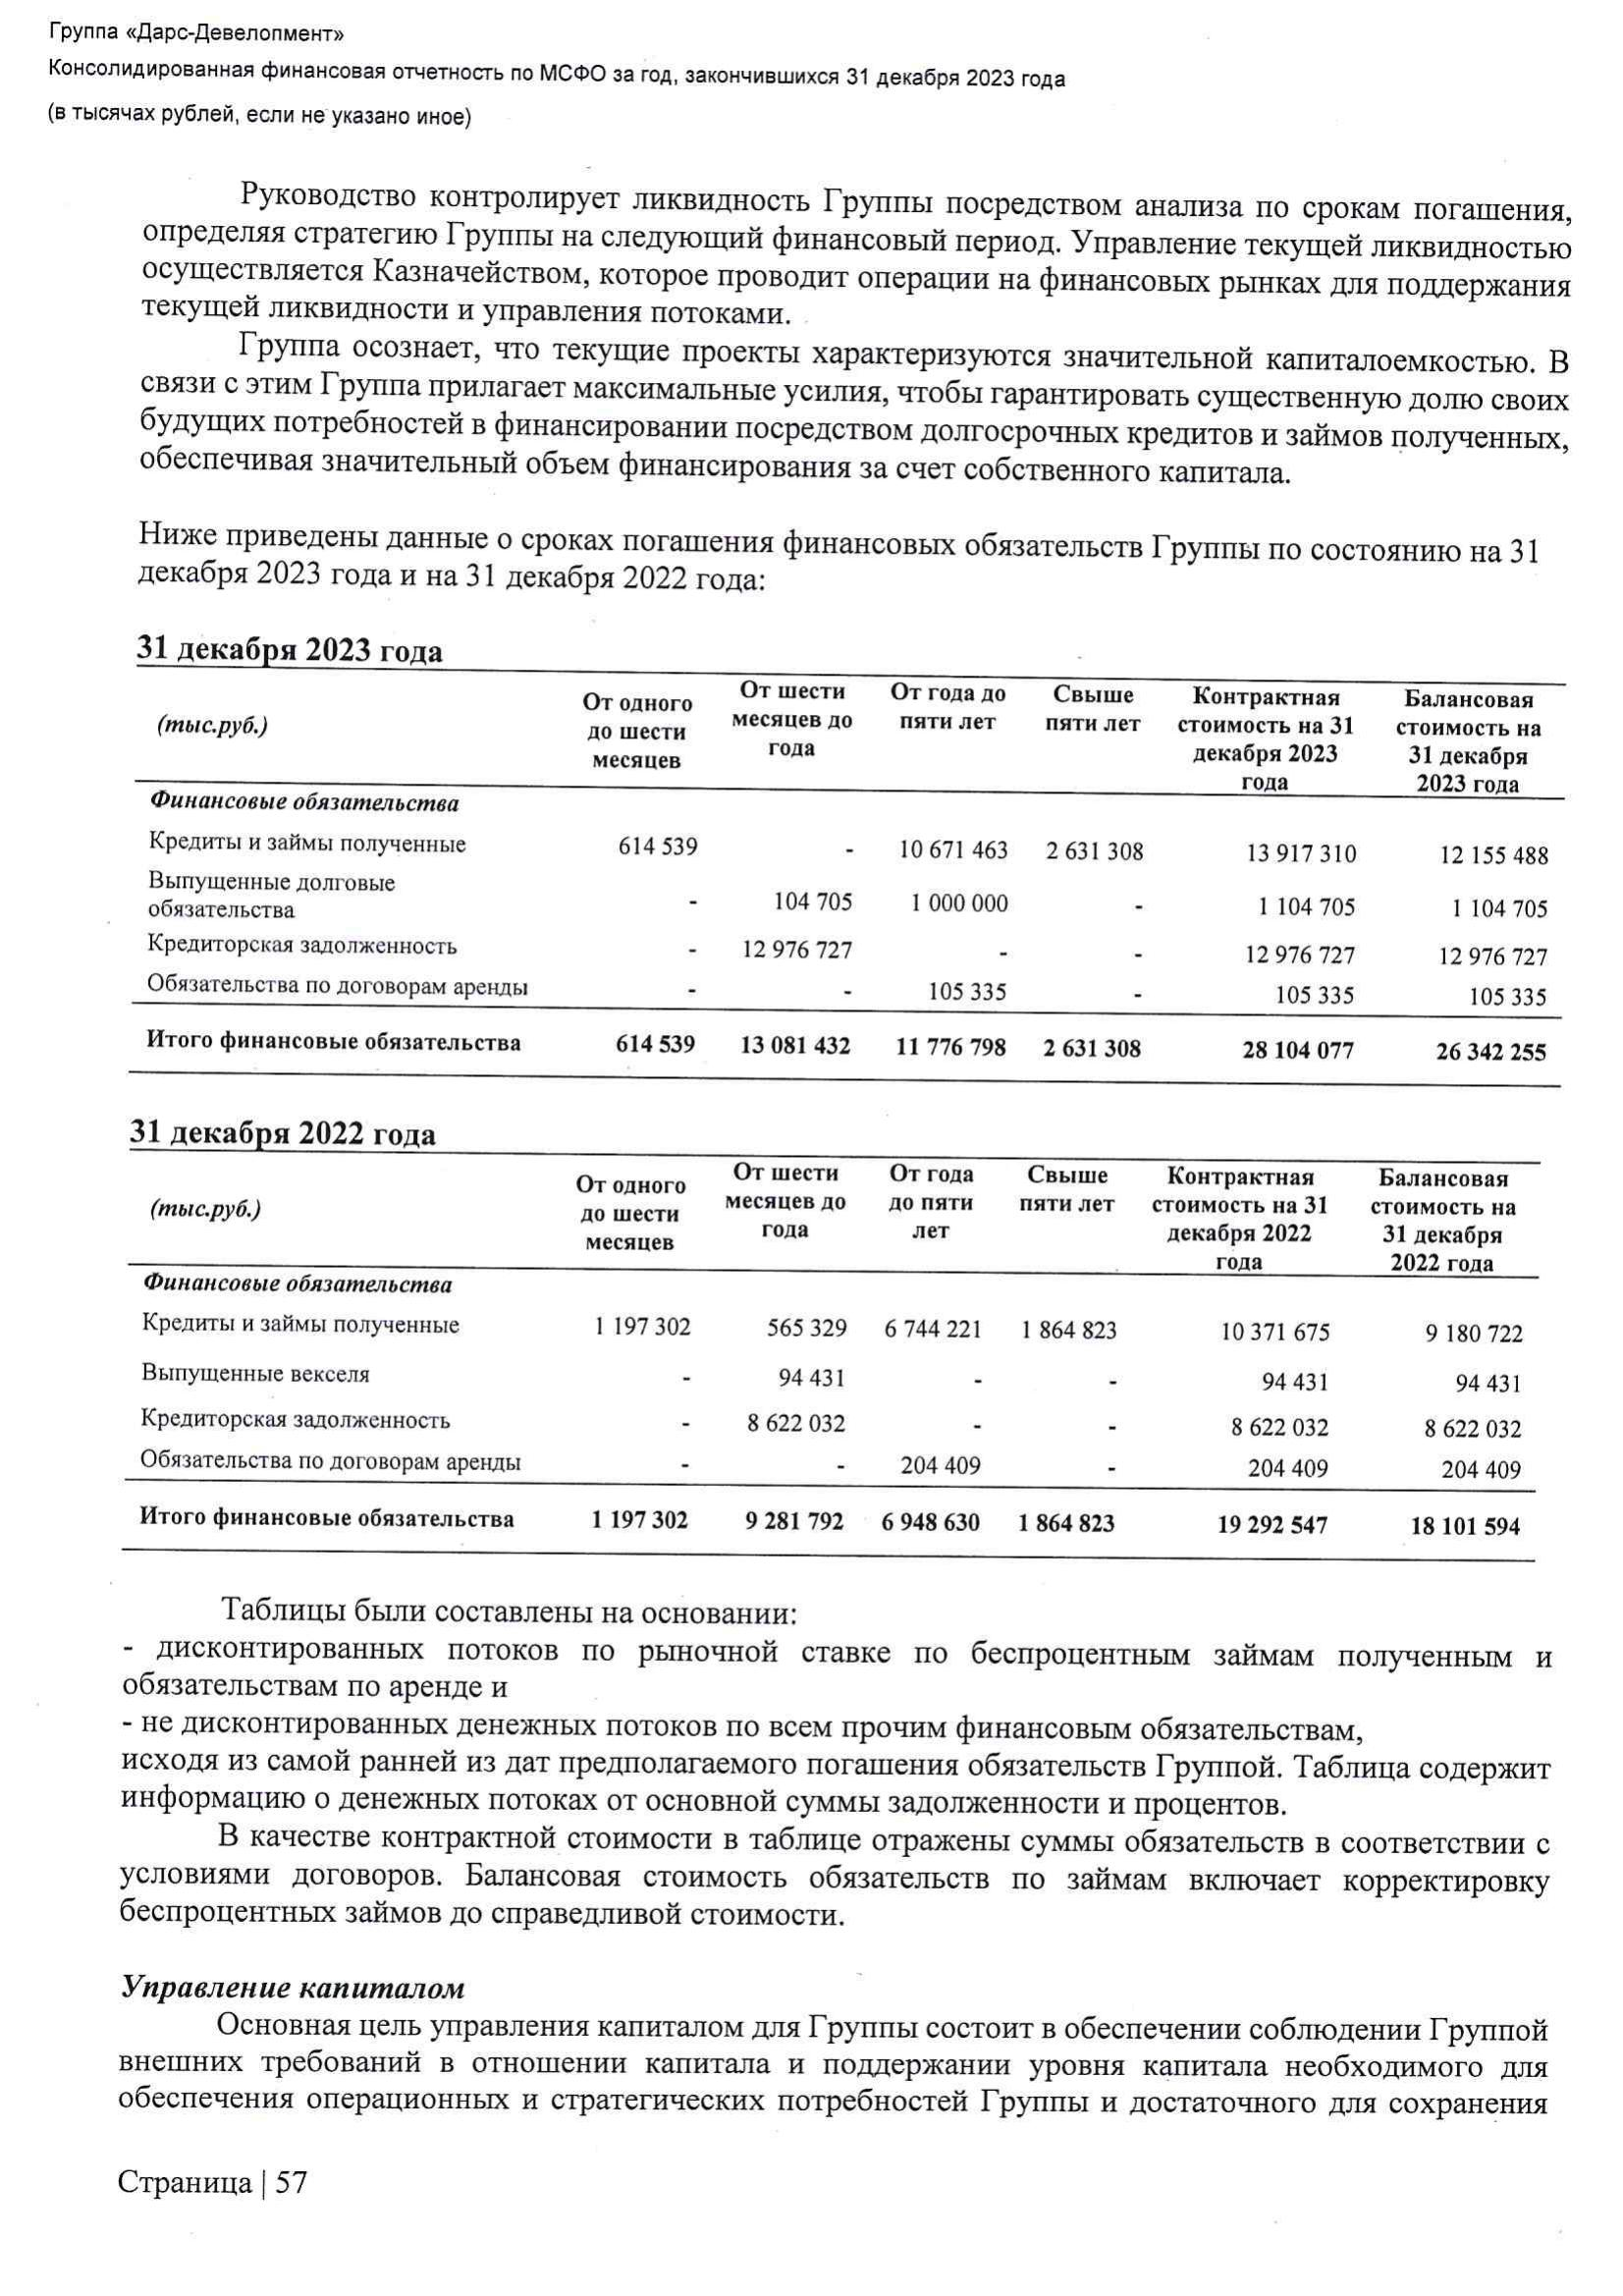 Группа «Дарс-Девелопмент»
Консолидированная финансовая отчетность по МСФО за год, закончившихся 31 декабря 2023 года
(в тысячах рублей, если не указано иное)
Руководство контролирует ликвидность Группы посредством анализа по срокам погашения,
определяя стратегию Группы на следующий финансовый период. Управление текущей ликвидностью
осуществляется Казначейством, которое проводит операции на финансовых рынках для поддержания
текущей ликвидности и управления потоками.
Группа осознает, что текущие проекты характеризуются значительной капиталоемкостью. В
связи с этим Группа прилагает максимальные усилия, чтобы гарантировать существенную долю своих
будущих потребностей в финансировании посредством долгосрочных кредитов и займов полученных,
обеспечивая значительный объем финансирования за счет собственного капитала.
Ниже приведены данные о сроках погашения финансовых обязательств Группы по состоянию на 31
декабря 2023 года и на 31 декабря 2022 года:
31 декабря 2023 года
(тыс.руб.) От одного до шести месяцев От шести месяцев до года От года до пяти лет Свыше пяти лет Контрактная стоимость на 31 декабря 2023 года Балансовая стоимость на 31 декабря 2023 года
Финансовые обязательства
Кредиты и займы полученные 614 539 - 10 671 463 2 631 308 13 917 310 12 155 488
Выпущенные долговые
обязательства - 104 705 1 000 000 - 1 104 705 1 104 705
Кредиторская задолженность - 12 976 727 - - 12 976 727 12 976 727
Обязательства по договорам аренды - - 105 335 - 105 335 105 335
Итого финансовые обязательства 614 539 13 081 432 11 776 798 2 631 308 28 104 077 26 342 255
31 декабря 2022 года
(тыс.руб.) От одного до шести месяцев От шести месяцев до года От года до пяти лет Свыше пяти лет Контрактная стоимость на 31 декабря 2022 года Балансовая стоимость на 31 декабря 2022 года
Финансовые обязательства
Кредиты и займы полученные 1 197 302 565 329 6 744 221 1 864 823 10 371 675 9 180 722
Выпущенные векселя - 94 431 - - 94 431 94 431
Кредиторская задолженность - 8 622 032 - - 8 622 032 8 622 032
Обязательства по договорам аренды - - 204 409 - 204 409 204 409
Итого финансовые обязательства 1 197 302 9 281 792 6 948 630 1 864 823 19 292 547 18 101 594
Таблицы были составлены на основании:
- дисконтированных потоков по рыночной ставке по беспроцентным займам полученным и
обязательствам по аренде и
- не дисконтированных денежных потоков по всем прочим финансовым обязательствам,
исходя из самой ранней из дат предполагаемого погашения обязательств Группой. Таблица содержит
информацию о денежных потоках от основной суммы задолженности и процентов.
В качестве контрактной стоимости в таблице отражены суммы обязательств в соответствии с
условиями договоров. Балансовая стоимость обязательств по займам включает корректировку
беспроцентных займов до справедливой стоимости.
Управление капиталом
Основная цель управления капиталом для Группы состоит в обеспечении соблюдении Группой
внешних требований в отношении капитала и поддержании уровня капитала необходимого для
обеспечения операционных и стратегических потребностей Группы и достаточного для сохранения
Страница | 57